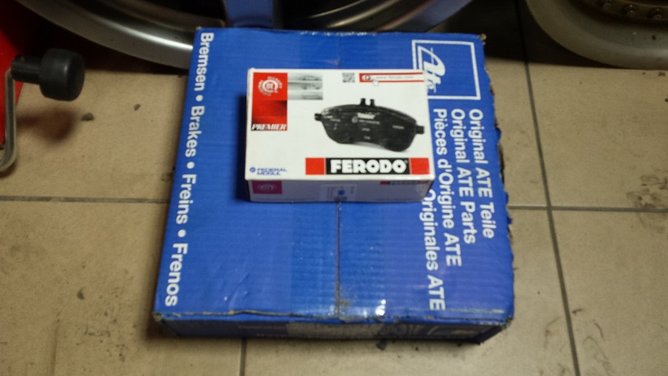 Bremsen • Brakes • Freins • Frenos
Ate
Original ATE Teile
Original ATE Parts
Pièces d'Origine ATE
Originales ATE
PREMIER
FEDERAL
MOGUL
FERODO